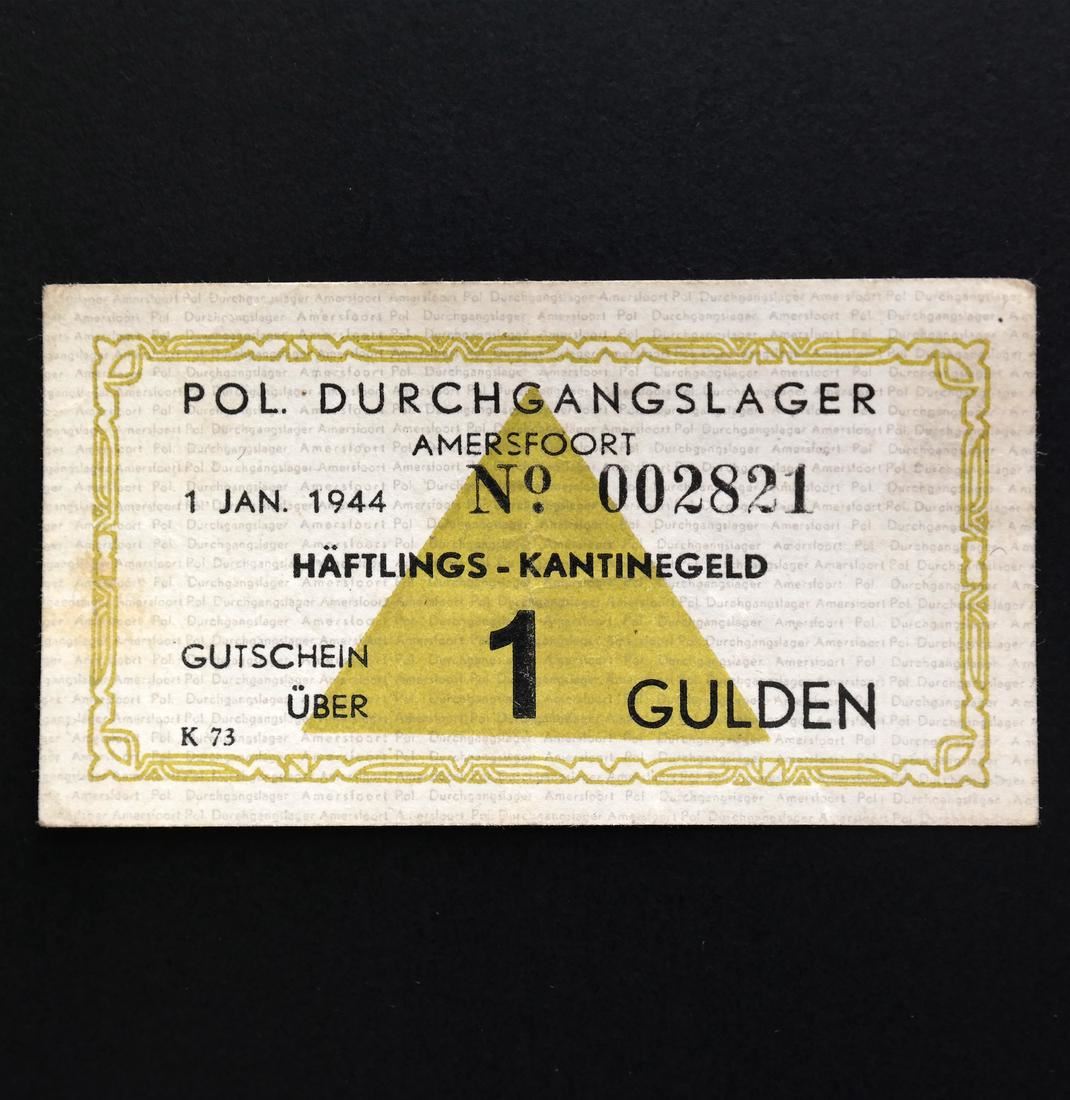 POL. DURCHGANGSLAGER
AMERSFOORT
1 JAN. 1944 Nº 002821
HÄFTLINGS - KANTINEGELD
GUTSCHEIN
ÜBER
1 GULDEN
K 73